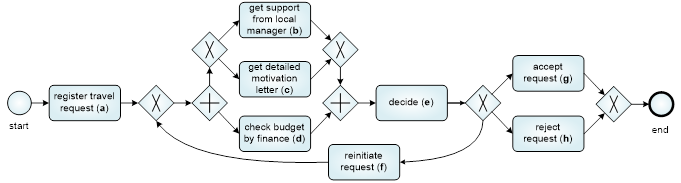 get support
from local
manager (b)
get detailed
motivation
letter (c)
register travel
request (a)
check budget
by finance (d)
decide (e)
accept
request (g)
reject
request (h)
reinitiate
request (f)
start
end